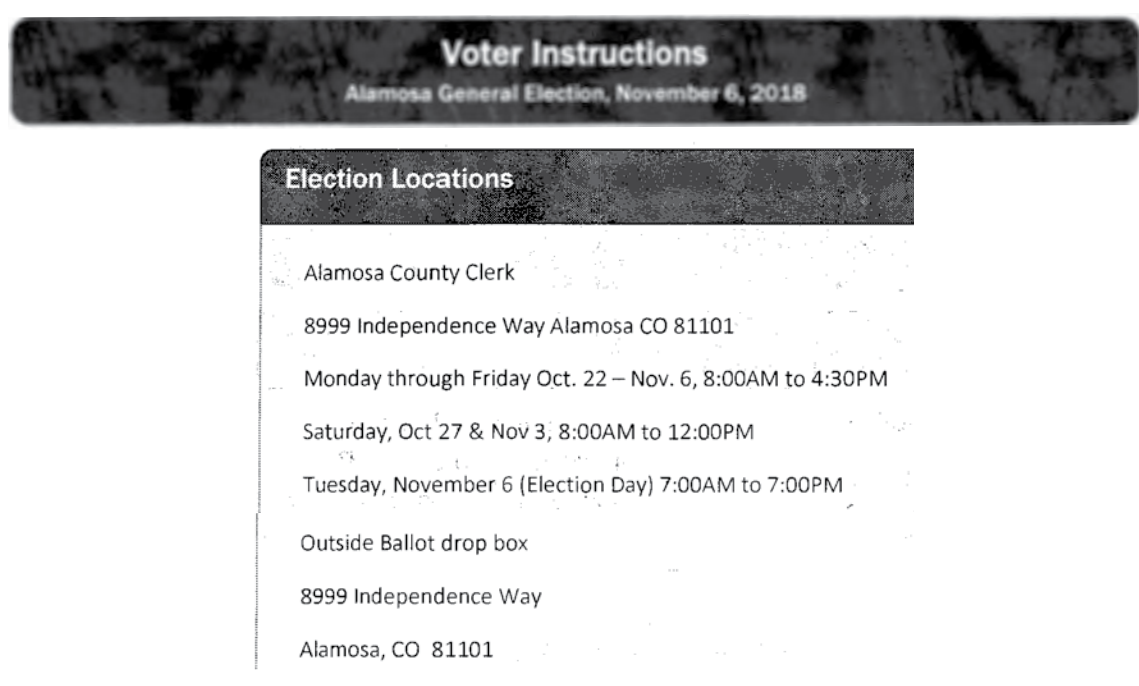 Voter Instructions
Alamosa General Election, November 6, 2018
Election Locations
Alamosa County Clerk
8999 Independence Way Alamosa CO 81101
Monday through Friday Oct. 22 – Nov. 6, 8:00AM to 4:30PM
Saturday, Oct 27 & Nov 3, 8:00AM to 12:00PM
Tuesday, November 6 (Election Day) 7:00AM to 7:00PM
Outside Ballot drop box
8999 Independence Way
Alamosa, CO 81101